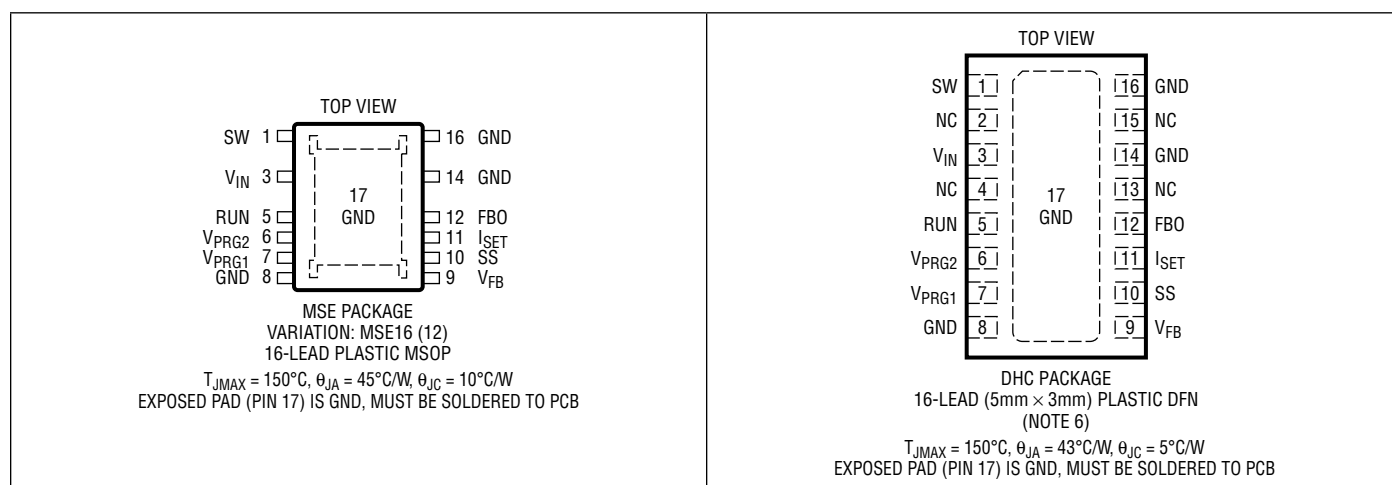 TOP VIEW
SW 1
16 GND
V_IN 3
14 GND
17
GND
RUN 5
12 FBO
V_PRG2 6
11 I_SET
V_PRG1 7
10 SS
GND 8
9 V_FB
MSE PACKAGE
VARIATION: MSE16 (12)
16-LEAD PLASTIC MSOP
T_JMAX = 150°C, θ_JA = 45°C/W, θ_JC = 10°C/W
EXPOSED PAD (PIN 17) IS GND, MUST BE SOLDERED TO PCB
TOP VIEW
SW 1
16 GND
NC 2
15 NC
V_IN 3
14 GND
NC 4
13 NC
17
GND
RUN 5
12 FBO
V_PRG2 6
11 I_SET
V_PRG1 7
10 SS
GND 8
9 V_FB
DHC PACKAGE
16-LEAD (5mm × 3mm) PLASTIC DFN
(NOTE 6)
T_JMAX = 150°C, θ_JA = 43°C/W, θ_JC = 5°C/W
EXPOSED PAD (PIN 17) IS GND, MUST BE SOLDERED TO PCB